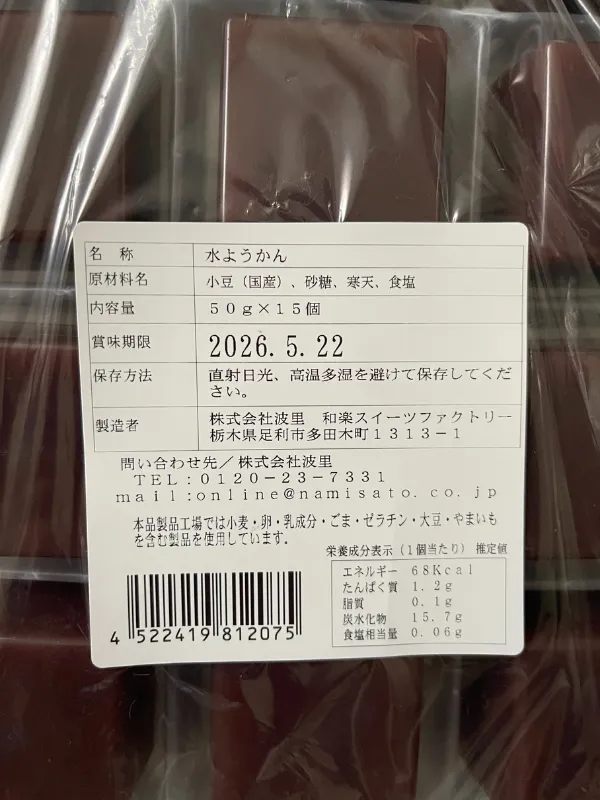 名 称 水ようかん
原材料名 小豆（国産）、砂糖、寒天、食塩
内容量 ５０ｇ×１５個
賞味期限 2026.5.22
保存方法 直射日光、高温多湿を避けて保存してくだ
さい。
製造者 株式会社波里 和楽スイーツファクトリー
栃木県足利市多田木町１３１３−１
問い合わせ先／株式会社波里
ＴＥＬ：０１２０−２３−７３３１
ｍａｉｌ：ｏｎｌｉｎｅ＠ｎａｍｉｓａｔｏ．ｃｏ．ｊｐ
本品製品工場では小麦・卵・乳成分・ごま・ゼラチン・大豆・やまいも
を含む製品を使用しています。
栄養成分表示（１個当たり） 推定値
エネルギー ６８Ｋｃａｌ
たんぱく質 １．２ｇ
脂質 ０．１ｇ
炭水化物 １５．７ｇ
食塩相当量 ０．０６ｇ
4 522419 812075